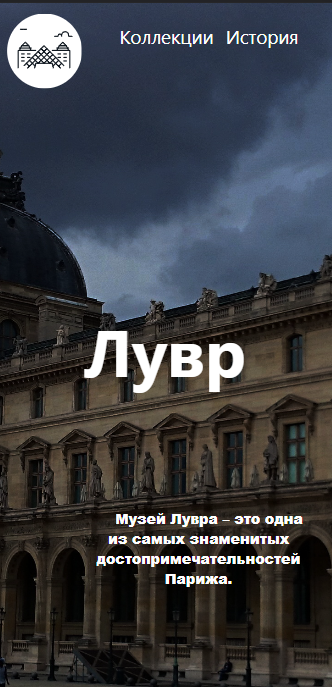 Коллекции История
Лувр
Музей Лувра – это одна
из самых знаменитых
достопримечательностей
Парижа.